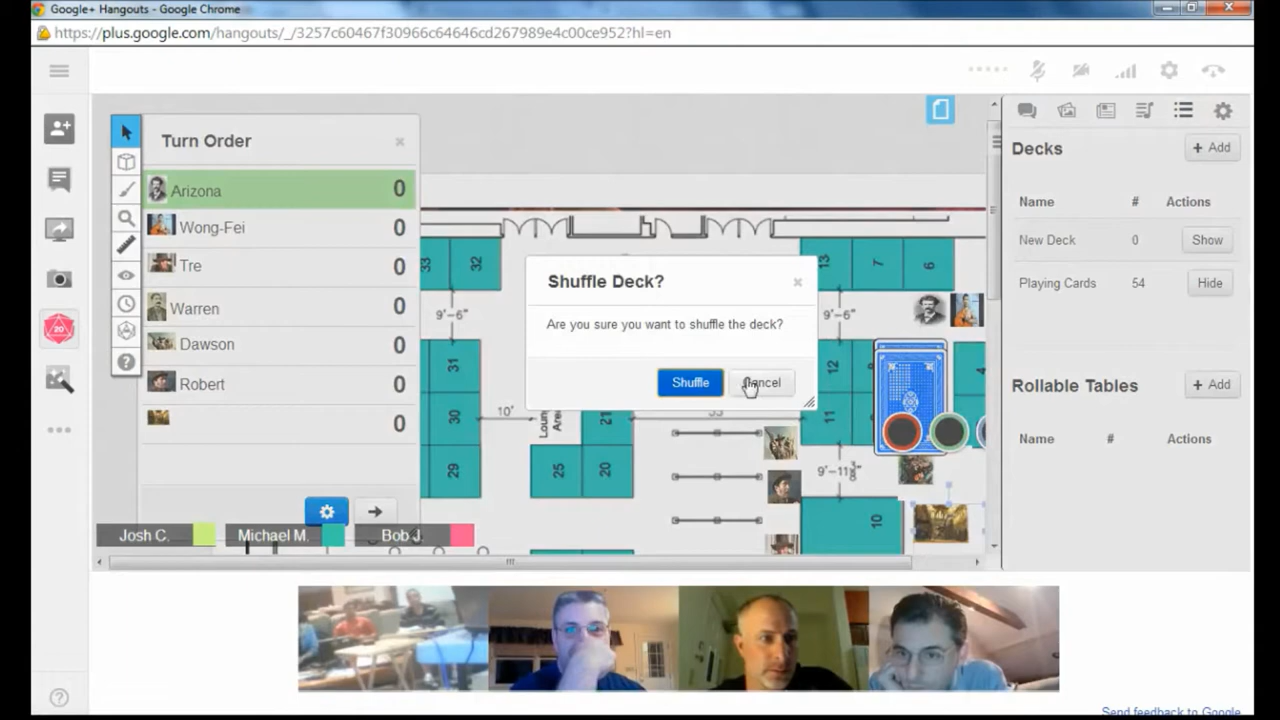 Google+ Hangouts - Google Chrome
https://plus.google.com/hangouts/_/3257c60467f30966c64646cd267989e4c00ce952?hl=en
Turn Order
Arizona 0
Wong-Fei 0
Tre 0
Warren 0
Dawson 0
Robert 0
0
Josh C.
Michael M.
Bob J.
20
33
32
9'-6"
31
30
29
10'
21
25
20
13
7
6
9'-6"
12
11
4
9'-11
10
Shuffle Deck?
Are you sure you want to shuffle the deck?
Shuffle
Cancel
Decks
+ Add
Name # Actions
New Deck 0 Show
Playing Cards 54 Hide
Rollable Tables
+ Add
Name # Actions
Send feedback to Google